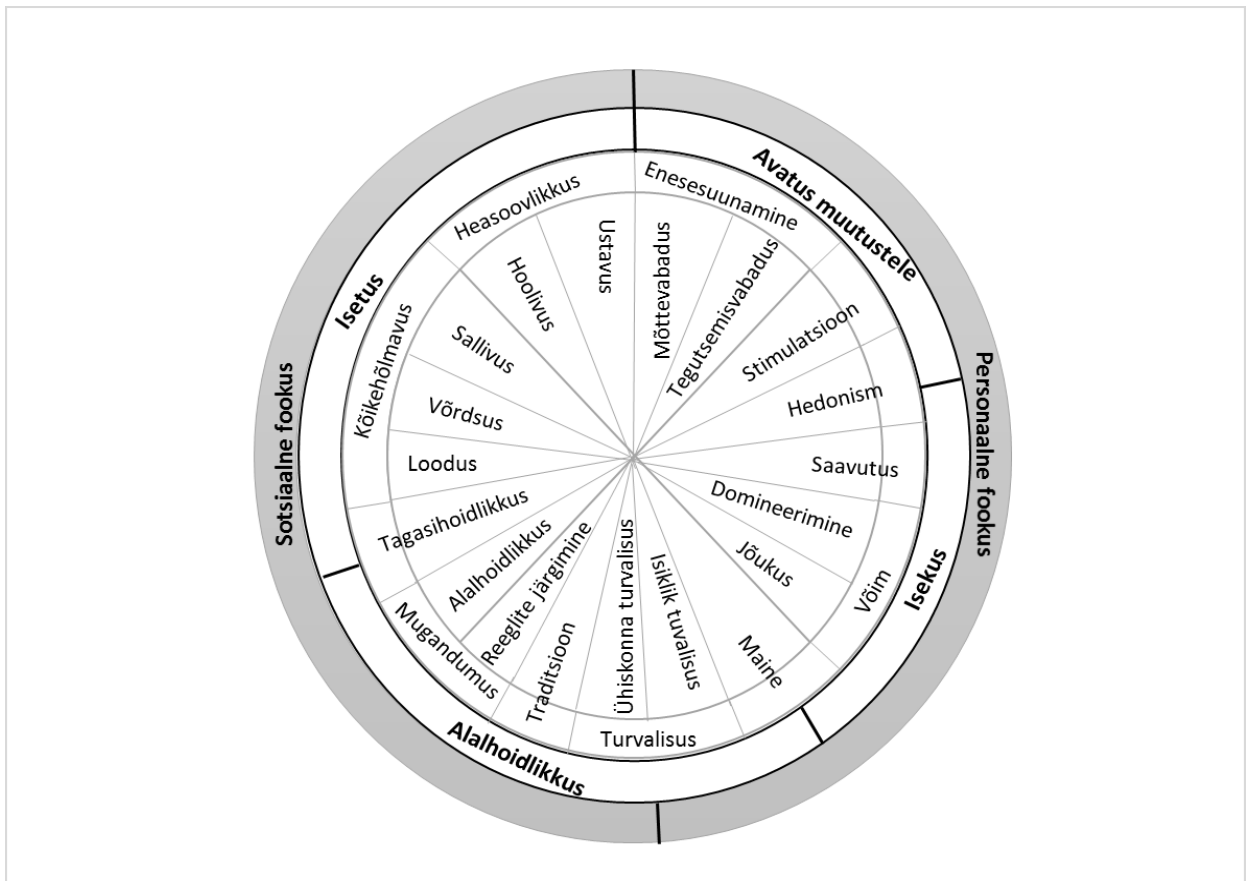 Sotsiaalne fookus
Personaalne fookus
Isetus
Avatus muutustele
Isekus
Alalhoidlikkus
Heasoovlikkus
Enesesuunamine
Kõikehõlmavus
Võim
Turvalisus
Mugandumus
Ustavus
Mõttevabadus
Tegutsemisvabadus
Stimulatsioon
Hedonism
Saavutus
Domineerimine
Jõukus
Maine
Isiklik tuvalisus
Ühiskonna turvalisus
Traditsioon
Reeglite järgimine
Alalhoidlikkus
Tagasihoidlikkus
Loodus
Võrdsus
Sallivus
Hoolivus